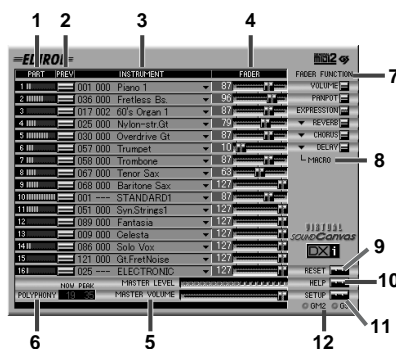 1 2 3 4
EDIROL
midi2
PART PREV INSTRUMENT FADER FADER FUNCTION 7
1 001 000 Piano 1 87 VOLUME
2 036 000 Fretless Bs. 96 PANPOT
3 017 002 60's Organ 1 87 EXPRESSION
4 025 000 Nylon-str.Gt 79 REVERB
5 030 000 Overdrive Gt 87 CHORUS
6 057 000 Trumpet 10 DELAY
7 058 000 Trombone 87 MACRO 8
8 067 000 Tenor Sax 63
9 068 000 Baritone Sax 127
10 001 --- STANDARD1 87
11 051 000 Syn.Strings1 127 VIRTUAL
12 089 000 Fantasia 127 SOUND Canvas
13 009 000 Celesta 127 DXi
14 086 000 Solo Vox 127 9
15 121 000 Gt.FretNoise 127 RESET
16 025 --- ELECTRONIC 127 HELP 10
NOW PEAK MASTER LEVEL
POLYPHONY 19 35 MASTER VOLUME SETUP
GM2 GS 11
6 5 12